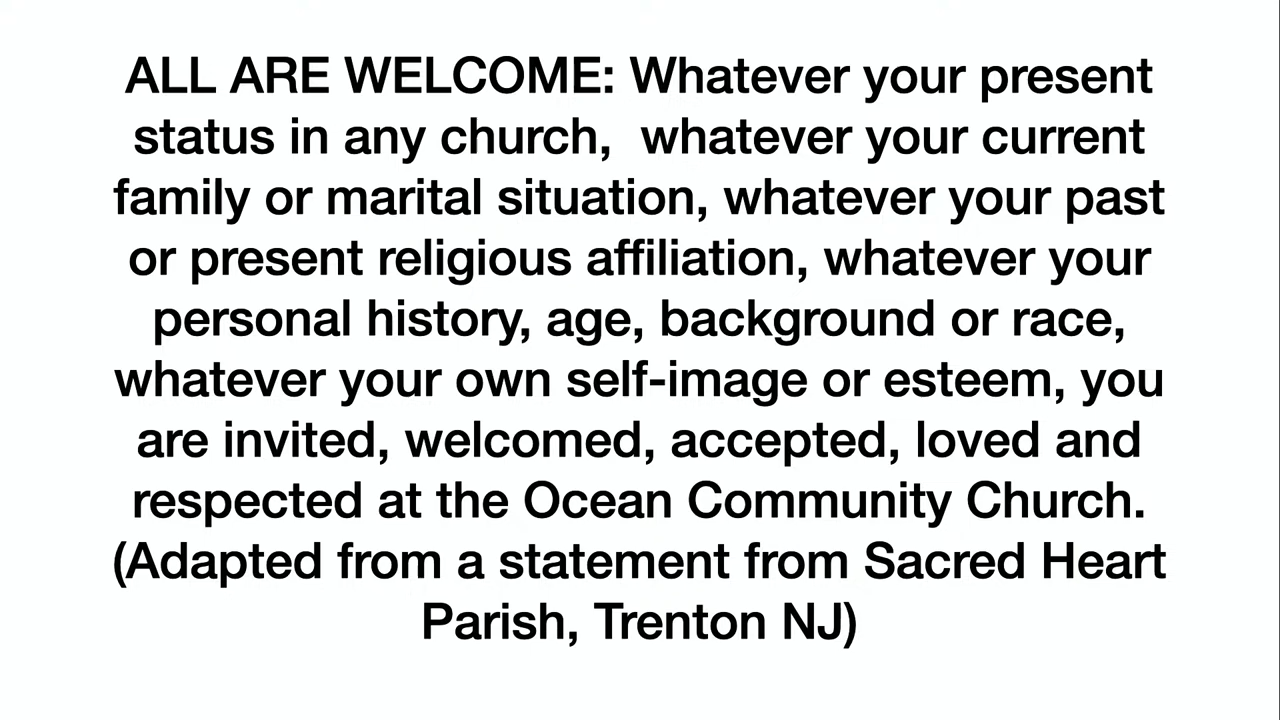 ALL ARE WELCOME: Whatever your present
status in any church,  whatever your current
family or marital situation, whatever your past
or present religious affiliation, whatever your
personal history, age, background or race,
whatever your own self-image or esteem, you
are invited, welcomed, accepted, loved and
respected at the Ocean Community Church.
(Adapted from a statement from Sacred Heart
Parish, Trenton NJ)